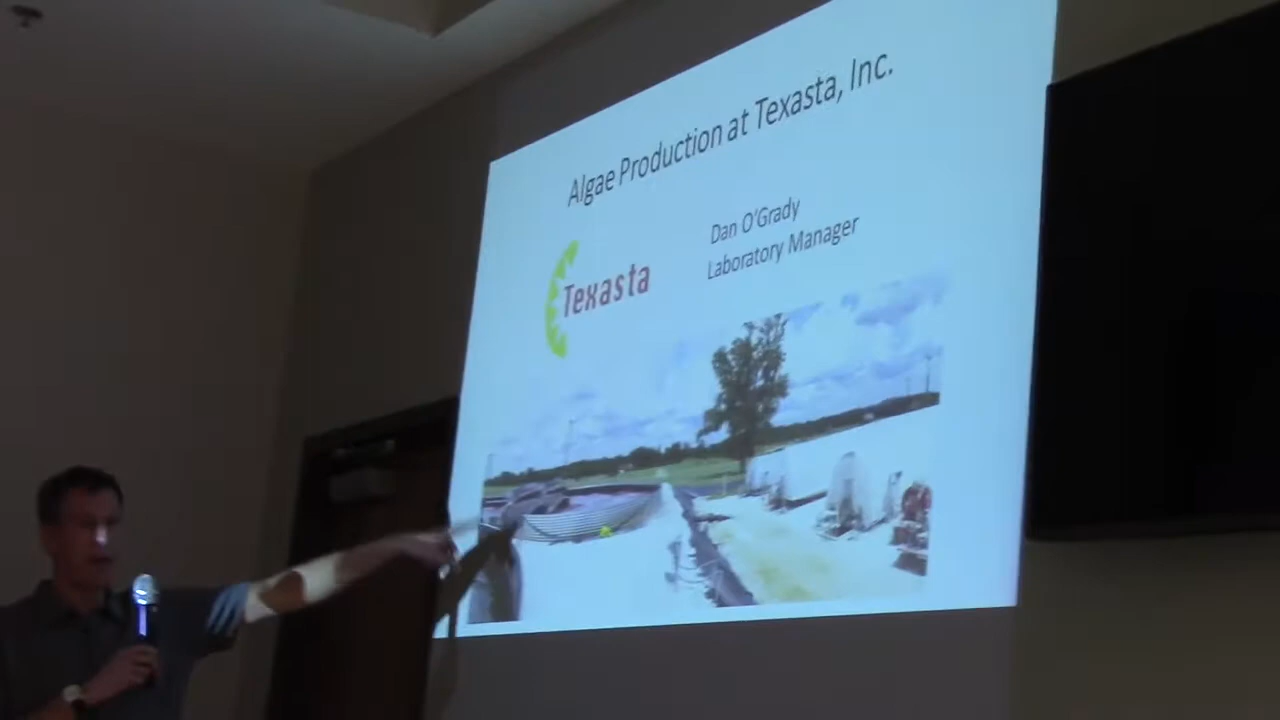 Algae Production at Texasta, Inc.
Dan O'Grady
Laboratory Manager
Texasta